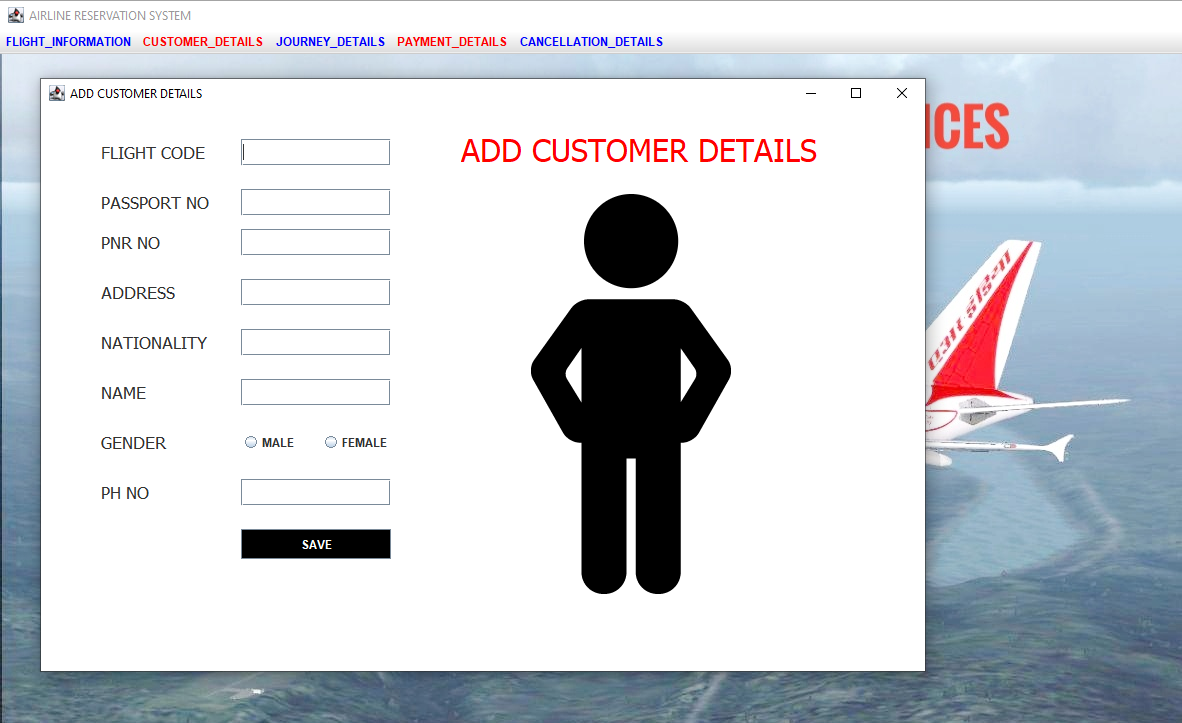 AIRLINE RESERVATION SYSTEM
FLIGHT_INFORMATION CUSTOMER_DETAILS JOURNEY_DETAILS PAYMENT_DETAILS CANCELLATION_DETAILS
ADD CUSTOMER DETAILS
ICES
FLIGHT CODE
ADD CUSTOMER DETAILS
PASSPORT NO
PNR NO
ADDRESS
NATIONALITY
NAME
GENDER MALE FEMALE
PH NO
SAVE